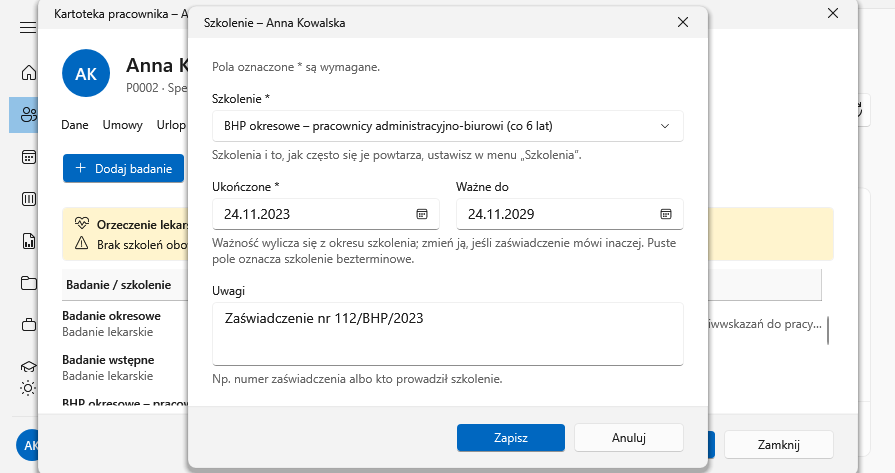 Kartoteka pracownika – A
Szkolenie – Anna Kowalska
AK
Anna K
P0002 · Spe
Dane Umowy Urlop
Dodaj badanie
Orzeczenie lekars
Brak szkoleń obo
Badanie / szkolenie
Badanie okresowe
Badanie lekarskie
Badanie wstępne
Badanie lekarskie
BHP okresowe – pracow
Pola oznaczone * są wymagane.
Szkolenie *
BHP okresowe – pracownicy administracyjno-biurowi (co 6 lat)
Szkolenia i to, jak często się je powtarza, ustawisz w menu „Szkolenia”.
Ukończone * Ważne do
24.11.2023 24.11.2029
Ważność wylicza się z okresu szkolenia; zmień ją, jeśli zaświadczenie mówi inaczej. Puste
pole oznacza szkolenie bezterminowe.
Uwagi
Zaświadczenie nr 112/BHP/2023
Np. numer zaświadczenia albo kto prowadził szkolenie.
Zapisz Anuluj
iwwskazań do pracy...
Zamknij
AK